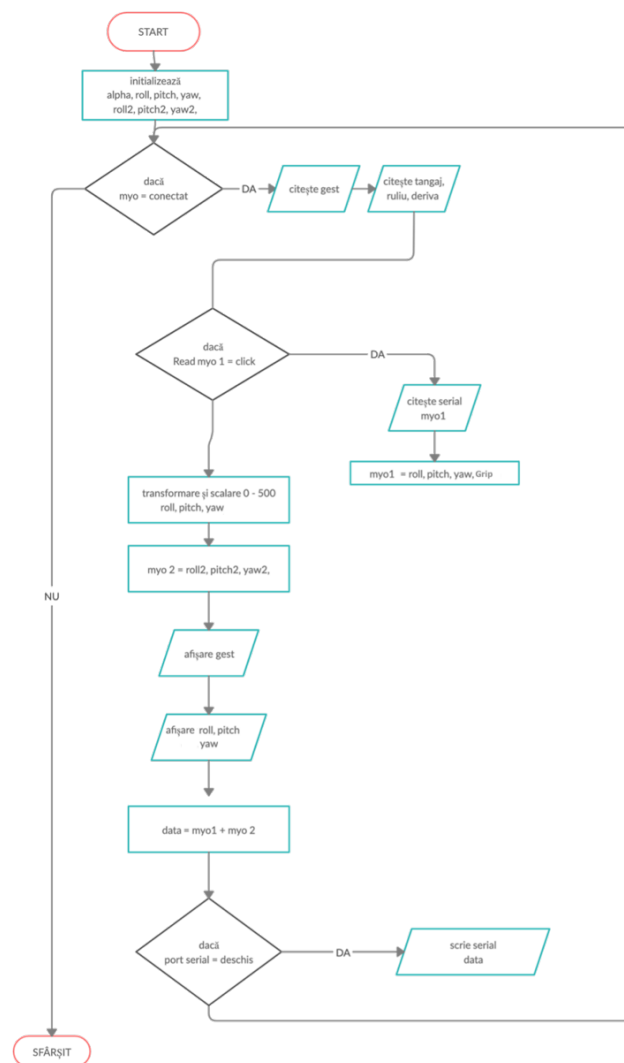 START
initializează
alpha, roll, pitch, yaw,
roll2, pitch2, yaw2,
dacă
myo = conectat
DA
citește gest
citește tangaj,
ruliu, deriva
dacă
Read myo 1 = click
DA
citește serial
myo1
myo1 = roll, pitch, yaw, Grip
transformare și scalare 0 - 500
roll, pitch, yaw
myo 2 = roll2, pitch2, yaw2,
NU
afișare gest
afișare roll, pitch
yaw
data = myo1 + myo 2
dacă
port serial = deschis
DA
scrie serial
data
SFÂRȘIT